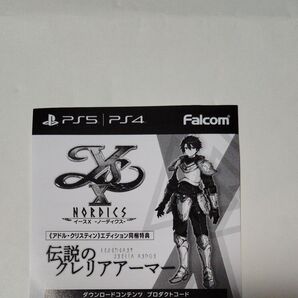 PS5 | PS4 Falcom
Ys X
NORDICS
イースX -ノーディクス-
《アドル・クリスティン》エディション同梱特典
伝説の
クレリアアーマー
ダウンロードコンテンツ プロダクトコード